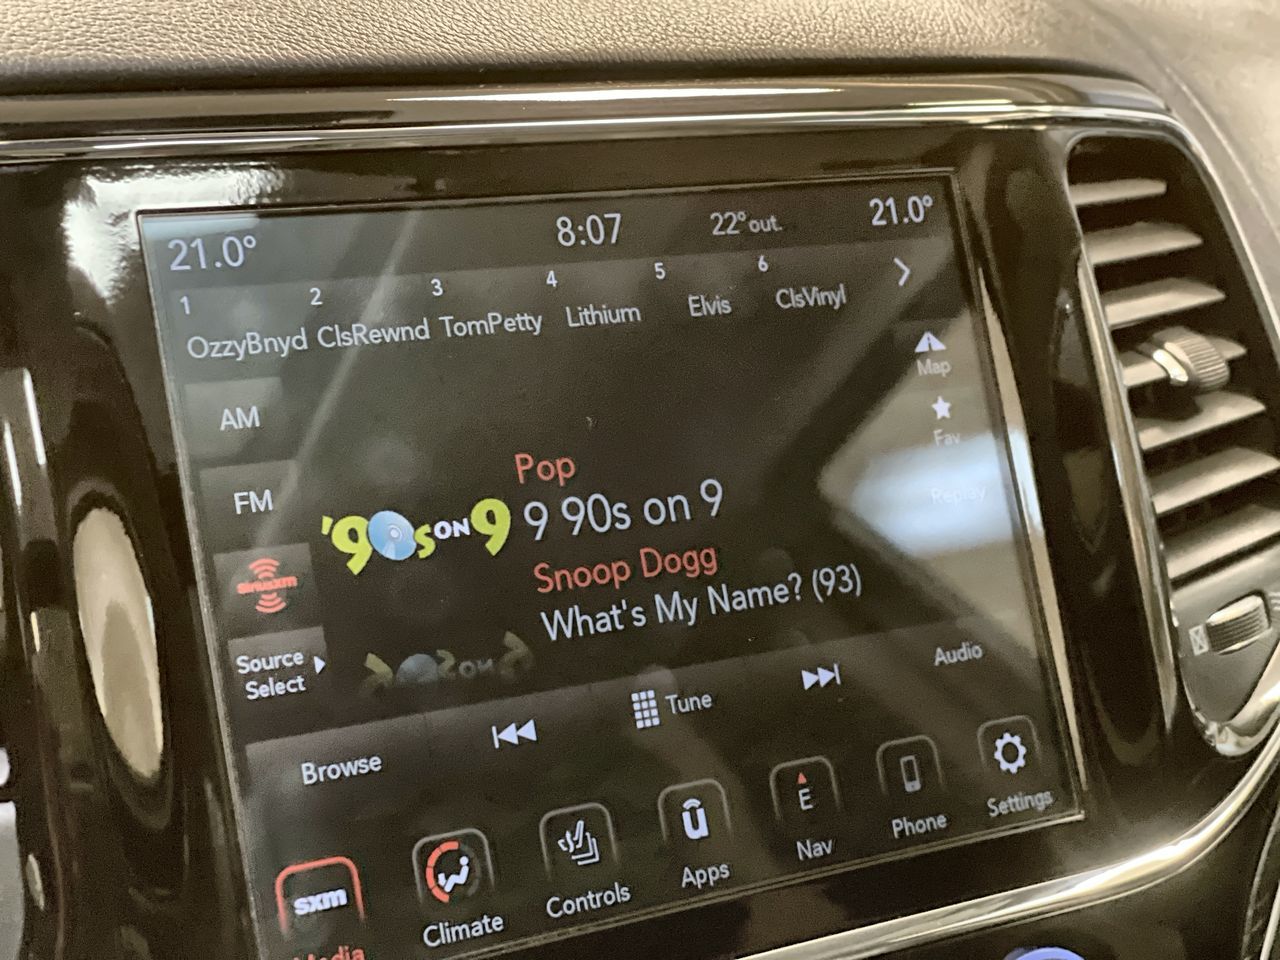 21.0° 8:07 22° out. 21.0°
1 2 3 4 5 6
OzzyBnyd ClsRewnd TomPetty Lithium Elvis ClsVinyl
Map
AM
Fav
Pop
FM
'90s ON 9 9 90s on 9
Replay
siriusxm
Snoop Dogg
What's My Name? (93)
Source
Select
Audio
Browse
Tune
sxm
Media
Climate
Controls
Apps
E
Nav
Phone
Settings